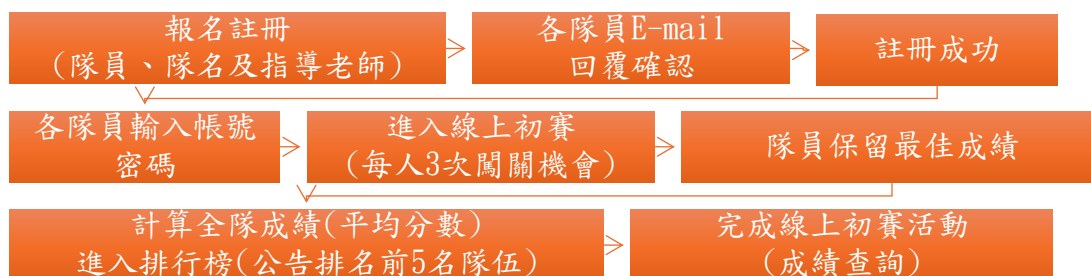 報名註冊
(隊員、隊名及指導老師)
各隊員E-mail
回覆確認
註冊成功
各隊員輸入帳號
密碼
進入線上初賽
(每人3次闖關機會)
隊員保留最佳成績
計算全隊成績(平均分數)
進入排行榜(公告排名前5名隊伍)
完成線上初賽活動
(成績查詢)